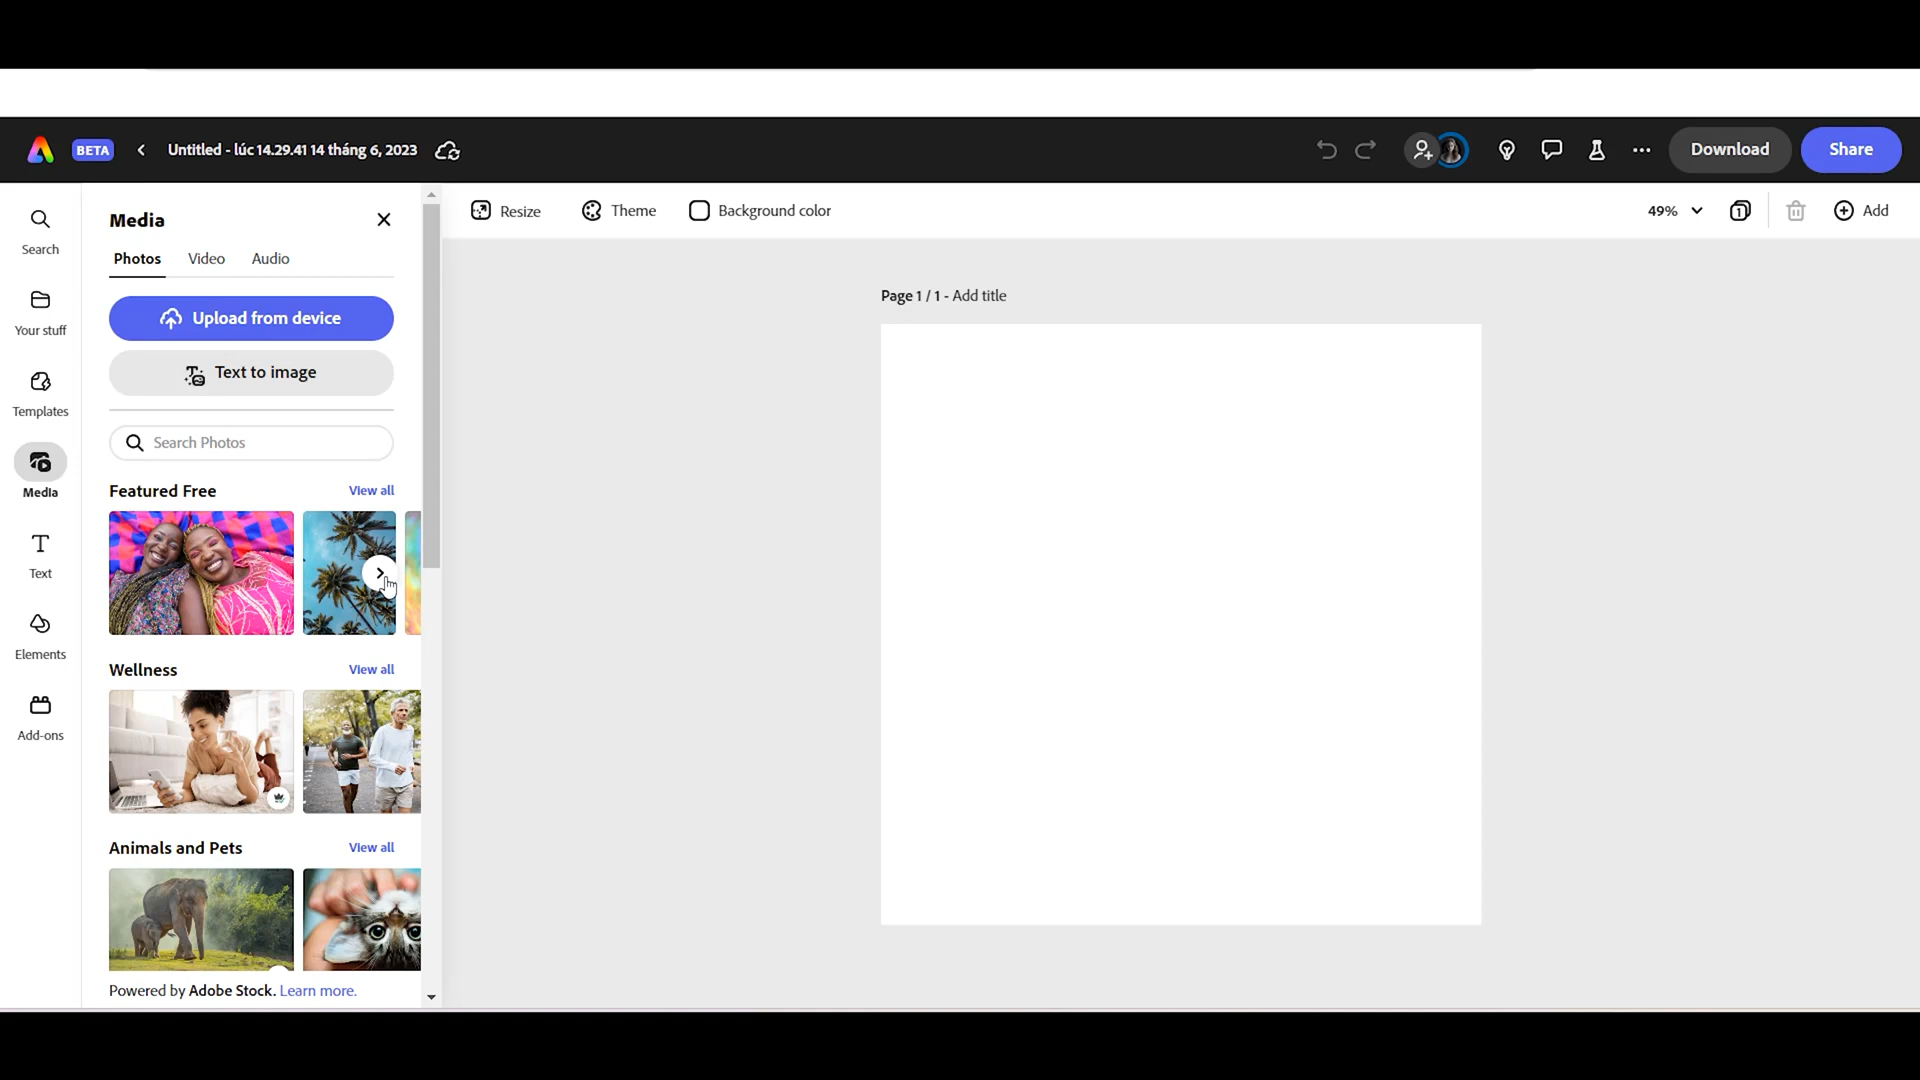 BETA
Untitled - lúc 14.29.41 14 tháng 6, 2023
Download
Share
Search
Your stuff
Templates
Media
Text
Elements
Add-ons
Media
Photos Video Audio
Upload from device
Text to image
Search Photos
Featured Free View all
Wellness View all
Animals and Pets View all
Powered by Adobe Stock. Learn more.
Resize
Theme
Background color
49%
1
Add
Page 1 / 1 - Add title